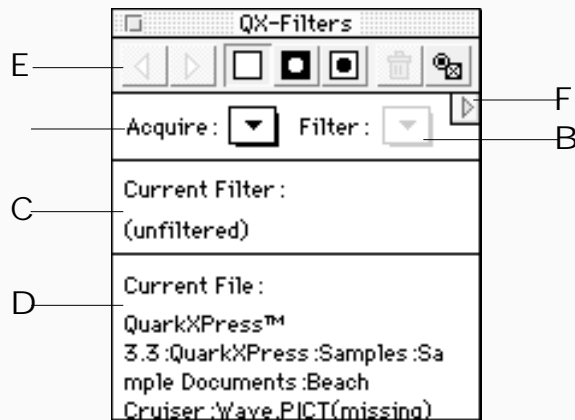 QX-Filters
E
F
Acquire: Filter:
B
Current Filter:
C
(unfiltered)
Current File:
D
QuarkXPress™
3.3:QuarkXPress:Samples:Sa
mple Documents:Beach
Cruiser:Wave.PICT(missing)